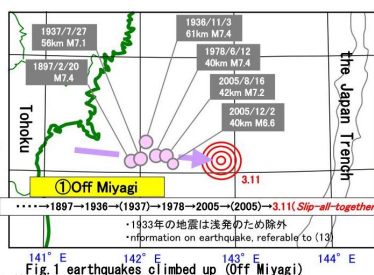 1936/11/3
61km M7.4
1937/7/27
56km M7.1
1978/6/12
40km M7.4
1897/2/20
M7.4
2005/8/16
42km M7.2
2005/12/2
40km M6.6
Tohoku
the Japan Trench
3.11
①Off Miyagi
‥‥‥→1897→1936→(1937)→1978→2005→(2005)→3.11(Slip-all-together
・1933年の地震は浅発のため除外
・nformation on earthquake, referable to (13)
141° E
142° E
143° E
Fig.1 earthquakes climbed up (Off Miyagi)